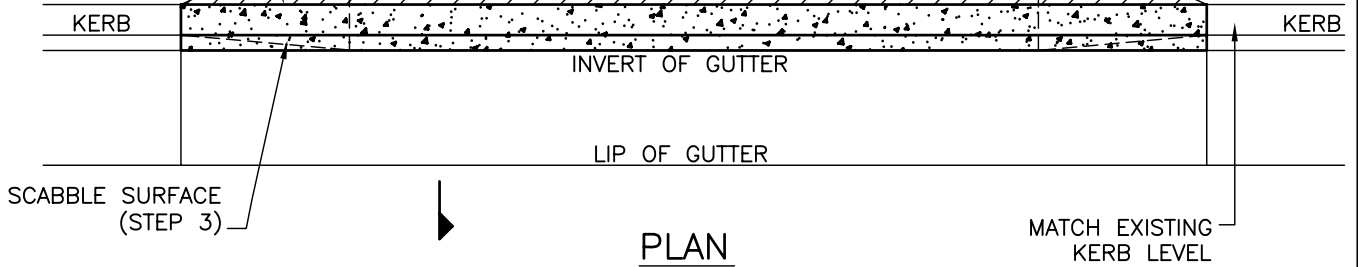 KERB
KERB
INVERT OF GUTTER
LIP OF GUTTER
SCABBLE SURFACE
(STEP 3)
MATCH EXISTING
KERB LEVEL
PLAN